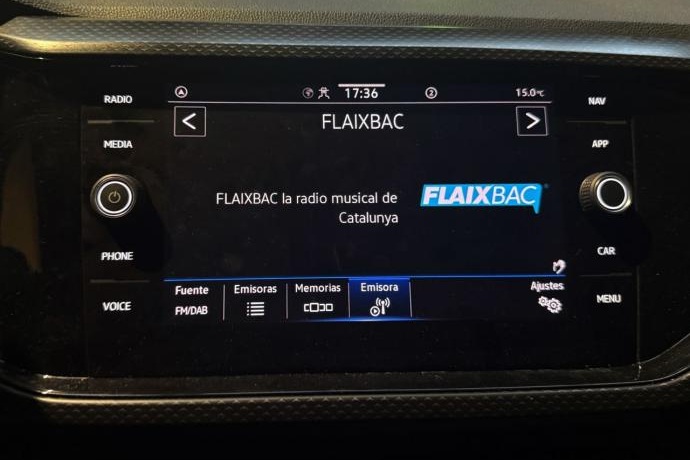 RADIO
MEDIA
PHONE
VOICE
17:36
2
15.0°C
FLAIXBAC
FLAIXBAC la radio musical de
Catalunya
FLAIXBAC
Fuente
FM/DAB
Emisoras
Memorias
Emisora
Ajustes
NAV
APP
CAR
MENU